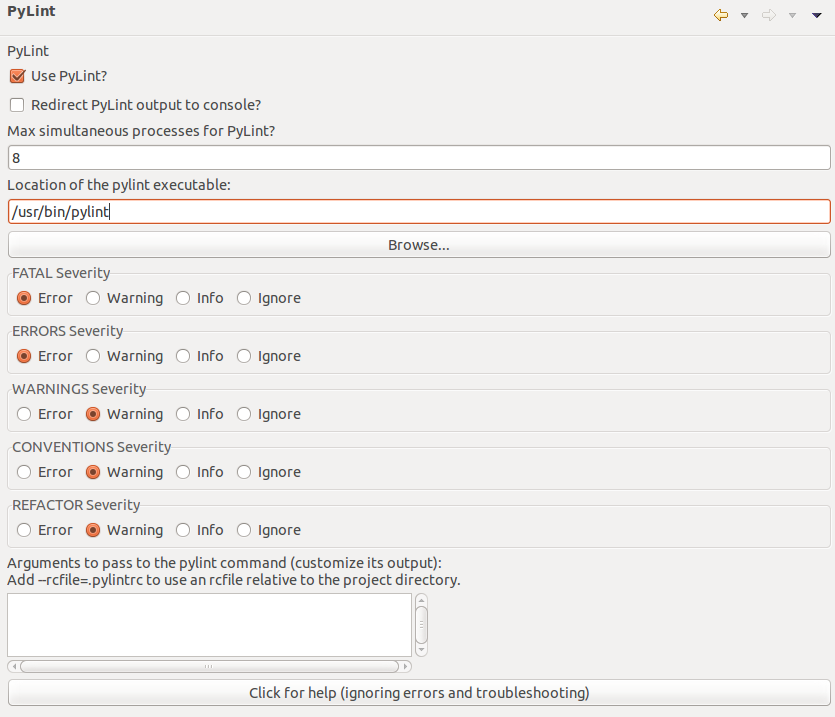 PyLint
PyLint
Use PyLint?
Redirect PyLint output to console?
Max simultaneous processes for PyLint?
8
Location of the pylint executable:
/usr/bin/pylint
Browse...
FATAL Severity
Error Warning Info Ignore
ERRORS Severity
Error Warning Info Ignore
WARNINGS Severity
Error Warning Info Ignore
CONVENTIONS Severity
Error Warning Info Ignore
REFACTOR Severity
Error Warning Info Ignore
Arguments to pass to the pylint command (customize its output):
Add --rcfile=.pylintrc to use an rcfile relative to the project directory.
Click for help (ignoring errors and troubleshooting)